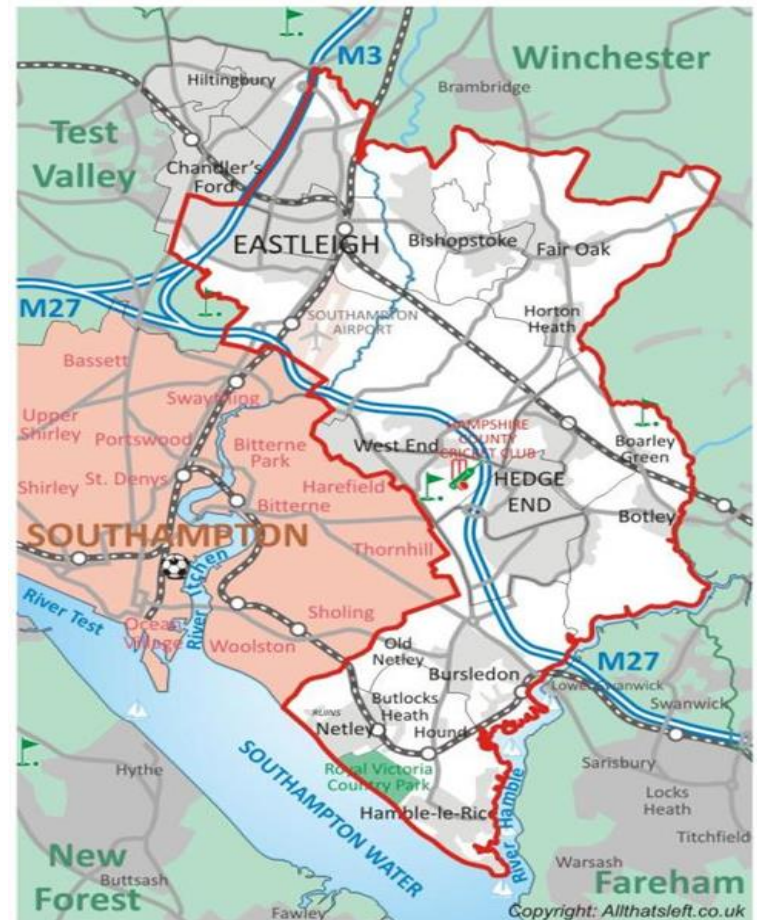 M3
Winchester
Hiltingbury
Brambridge
Test
Valley
Chandler's
Ford
EASTLEIGH
Bishopstoke
Fair Oak
M27
SOUTHAMPTON
AIRPORT
Horton
Heath
Bassett
Swaythling
Upper
Shirley
Portswood
Bitterne
Park
West End
HAMPSHIRE
COUNTY
CRICKET CLUB
Boarley
Green
Shirley
St. Denys
Harefield
HEDGE
END
Bitterne
Botley
SOUTHAMPTON
Thornhill
River Itchen
River Test
Sholing
Ocean
Village
Woolston
Old
Netley
M27
Bursledon
Lower Swanwick
Swanwick
Butlocks
Heath
RUINS
Netley
Hound
Sarisbury
SOUTHAMPTON WATER
Hythe
Royal Victoria
Country Park
Locks
Heath
Hamble-le-Rice
River Hamble
Titchfield
New
Forest
Buttsash
Warsash
Fareham
Fawley
Copyright: Allthatsleft.co.uk